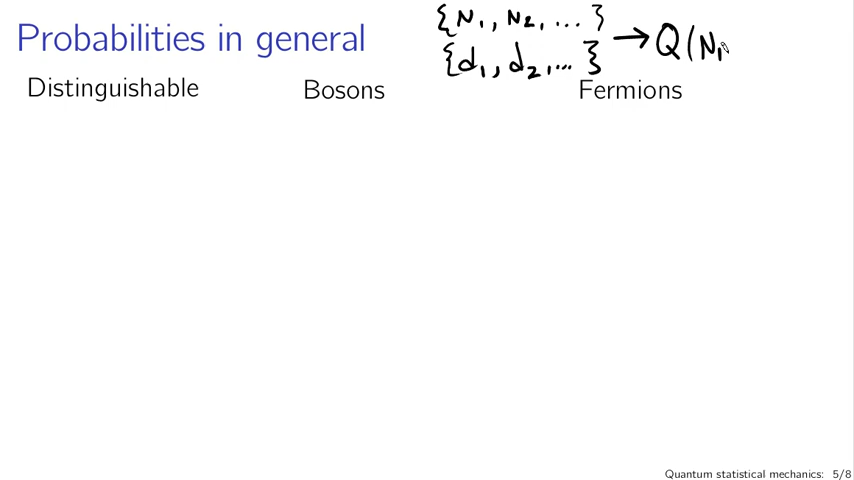 Probabilities in general
{N₁, N₂, ... }
{d₁, d₂, ... }
→ Q(N₁
Distinguishable
Bosons
Fermions
Quantum statistical mechanics: 5/8